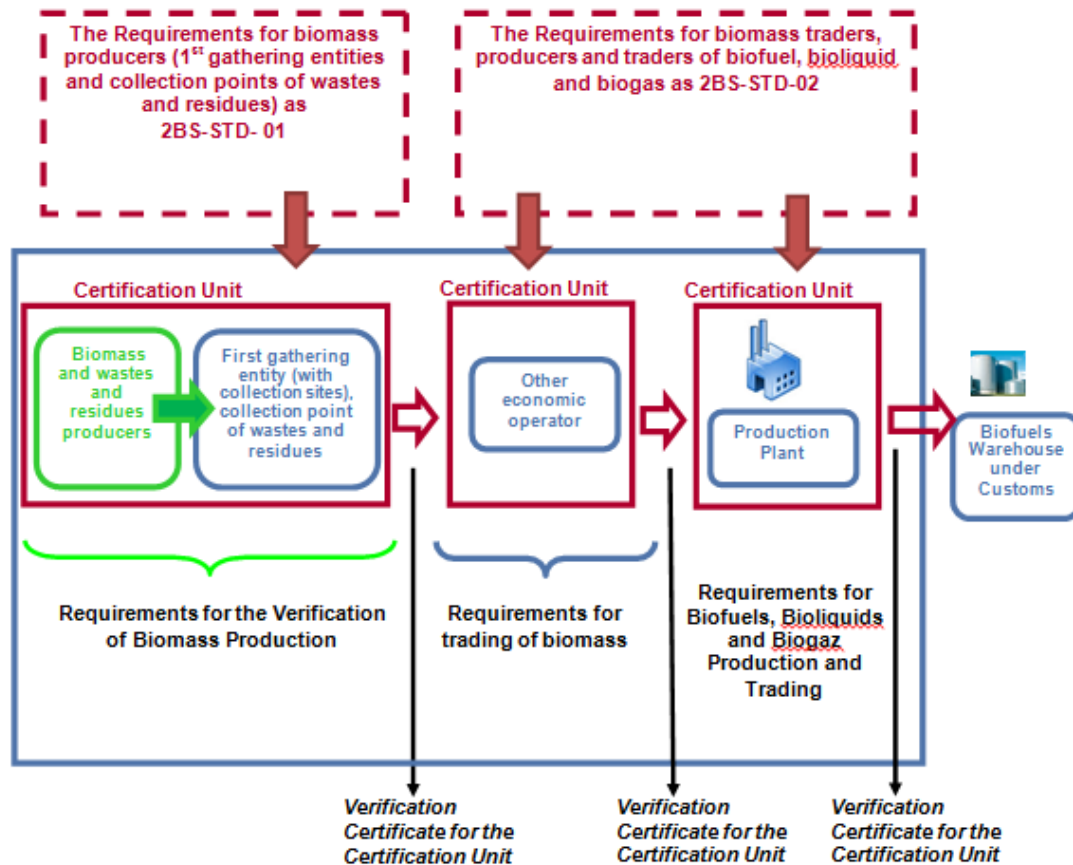 The Requirements for biomass
producers (1st gathering entities
and collection points of wastes
and residues) as
2BS-STD- 01
The Requirements for biomass traders,
producers and traders of biofuel, bioliquid
and biogas as 2BS-STD-02
Certification Unit
Certification Unit
Certification Unit
Biomass
and wastes
and
residues
producers
First gathering
entity (with
collection sites),
collection point
of wastes and
residues
Other
economic
operator
Production
Plant
Biofuels
Warehouse
under
Customs
Requirements for the Verification
of Biomass Production
Requirements for
trading of biomass
Requirements for
Biofuels, Bioliquids
and Biogaz
Production and
Trading
Verification
Certificate for the
Certification Unit
Verification
Certificate for the
Certification Unit
Verification
Certificate for the
Certification Unit